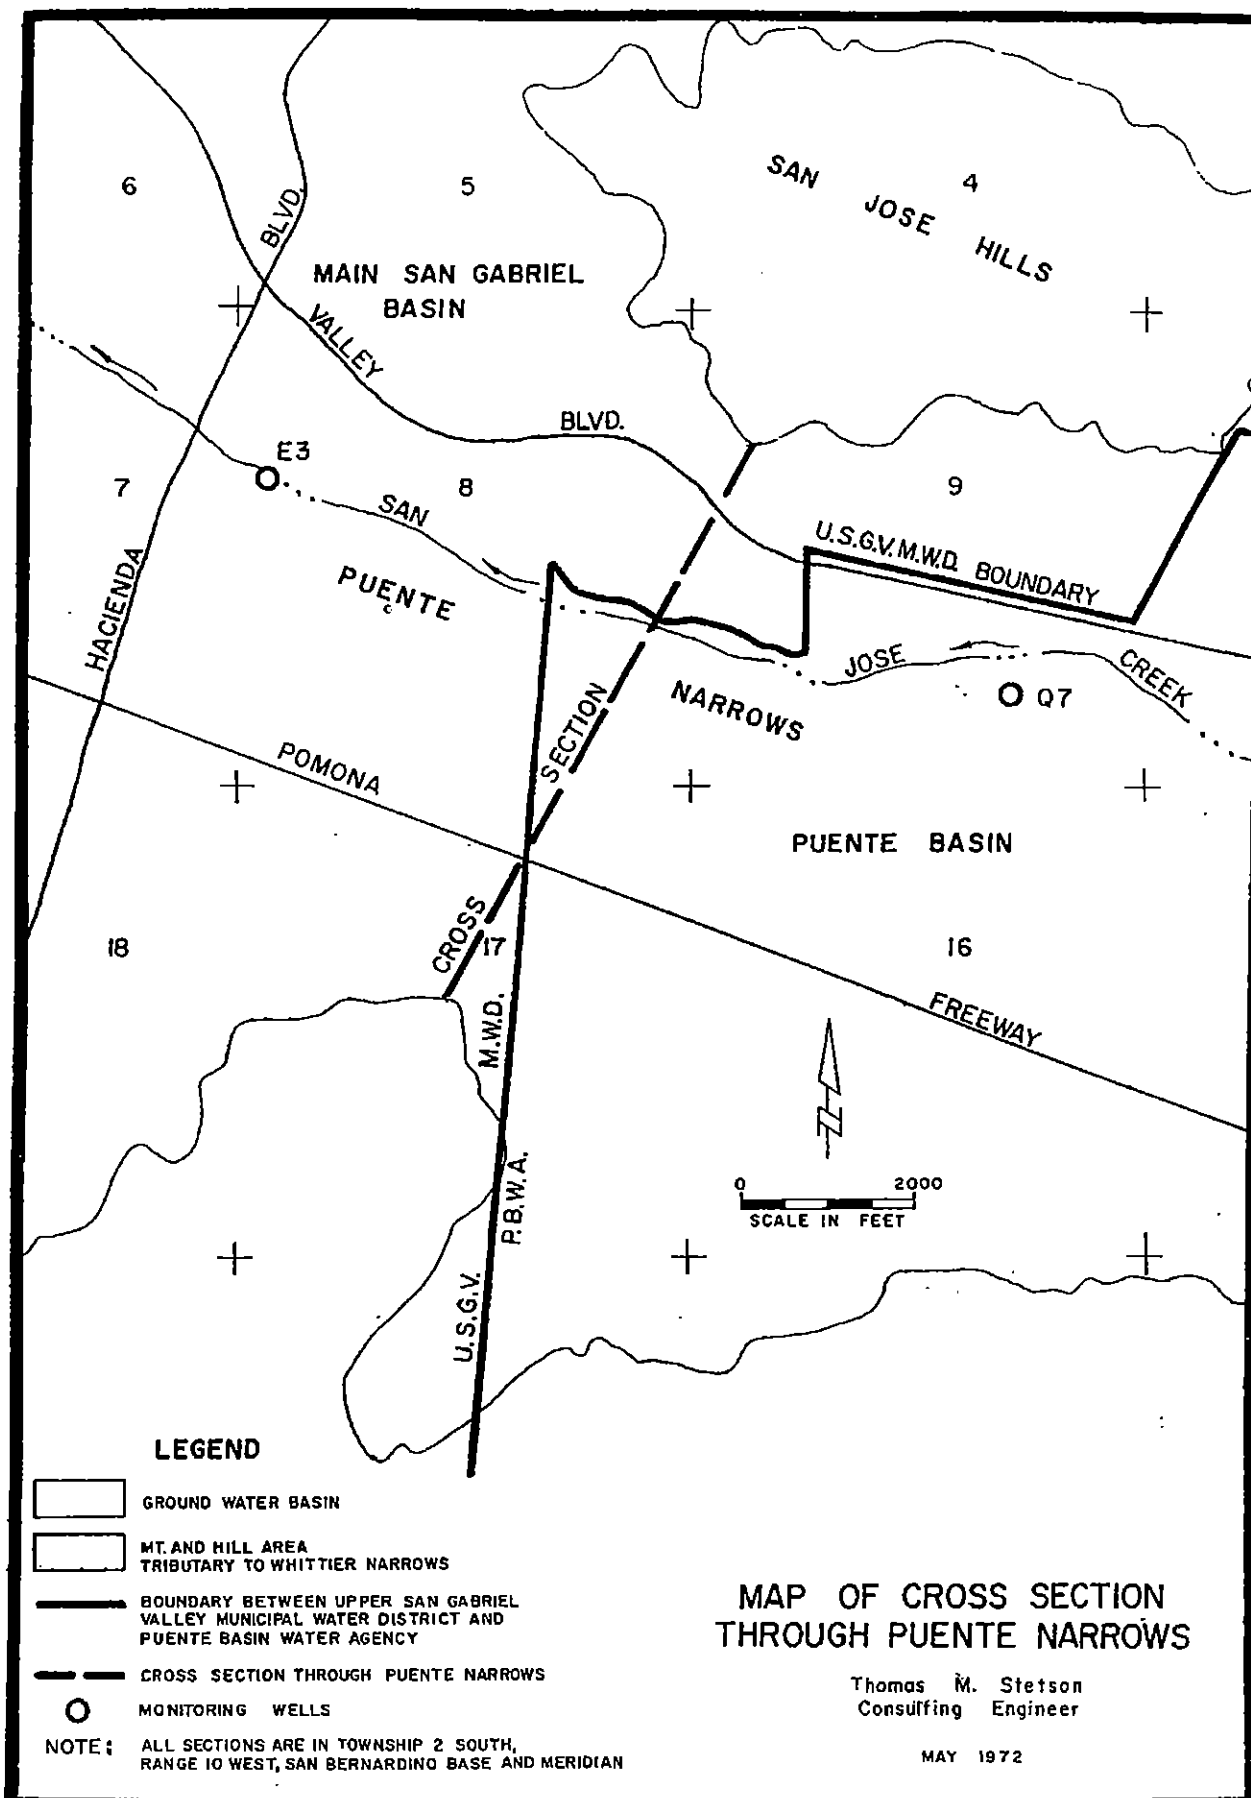 6
5
4
SAN JOSE HILLS
BLVD.
MAIN SAN GABRIEL
BASIN
VALLEY
BLVD.
E3
7
8
9
SAN
U.S.G.V.M.W.D. BOUNDARY
HACIENDA
PUENTE
JOSE
CREEK
NARROWS
Q7
SECTION
POMONA
PUENTE BASIN
CROSS
18
17
16
M.W.D.
FREEWAY
P.B.W.A.
0 2000
SCALE IN FEET
U.S.G.V.
LEGEND
GROUND WATER BASIN
MT. AND HILL AREA
TRIBUTARY TO WHITTIER NARROWS
BOUNDARY BETWEEN UPPER SAN GABRIEL
VALLEY MUNICIPAL WATER DISTRICT AND
PUENTE BASIN WATER AGENCY
CROSS SECTION THROUGH PUENTE NARROWS
MONITORING WELLS
NOTE: ALL SECTIONS ARE IN TOWNSHIP 2 SOUTH,
RANGE 10 WEST, SAN BERNARDINO BASE AND MERIDIAN
MAP OF CROSS SECTION
THROUGH PUENTE NARROWS
Thomas M. Stetson
Consulting Engineer
MAY 1972